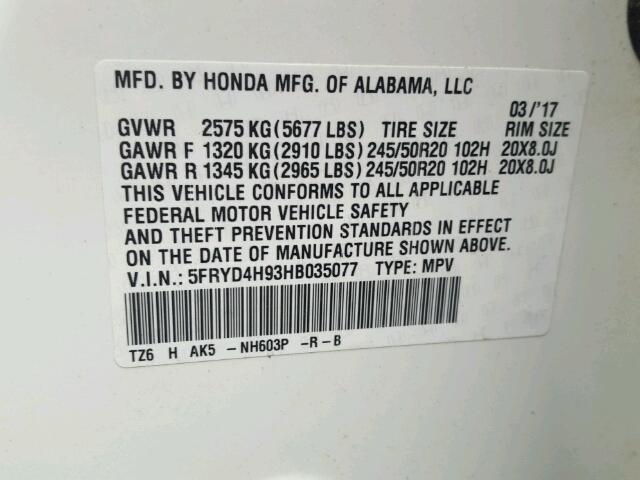 MFD. BY HONDA MFG. OF ALABAMA, LLC
03/'17
GVWR 2575 KG (5677 LBS) TIRE SIZE RIM SIZE
GAWR F 1320 KG (2910 LBS) 245/50R20 102H 20X8.0J
GAWR R 1345 KG (2965 LBS) 245/50R20 102H 20X8.0J
THIS VEHICLE CONFORMS TO ALL APPLICABLE
FEDERAL MOTOR VEHICLE SAFETY
AND THEFT PREVENTION STANDARDS IN EFFECT
ON THE DATE OF MANUFACTURE SHOWN ABOVE.
V.I.N.: 5FRYD4H93HB035077 TYPE: MPV
TZ6 H AK5 -NH603P -R-B